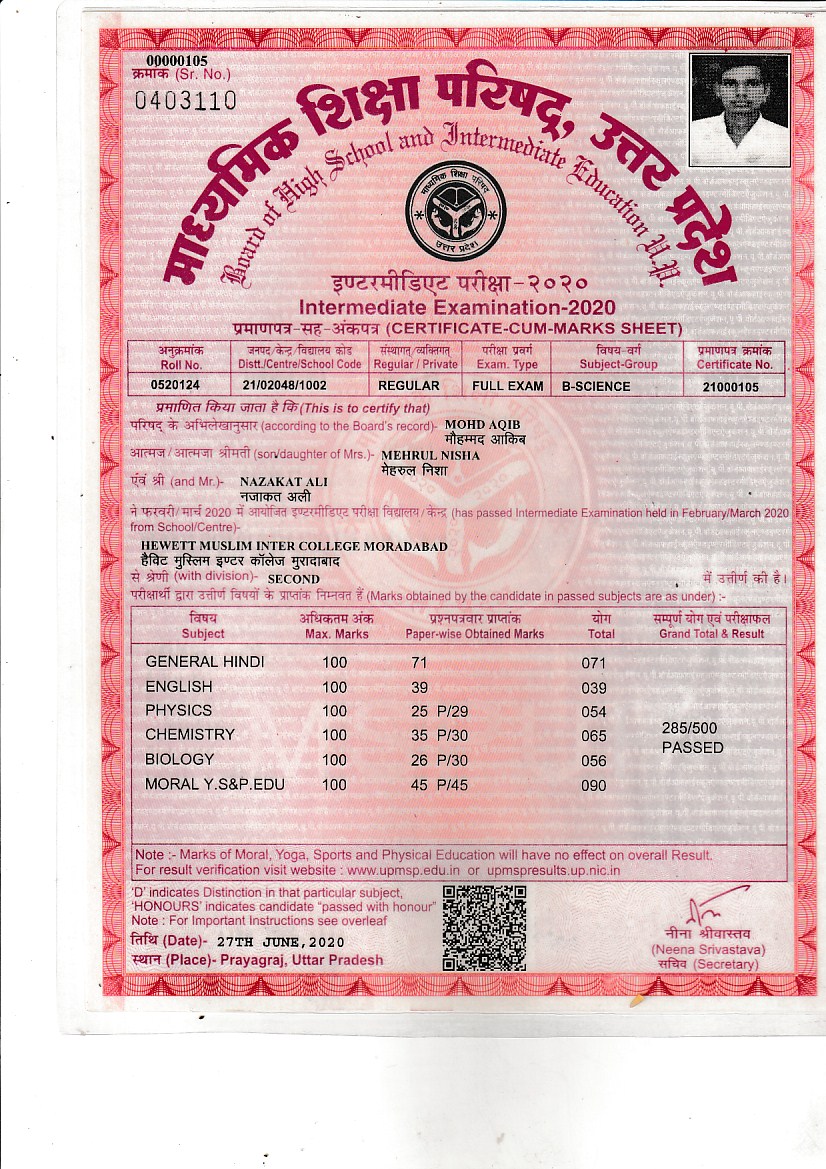 00000105
क्रमांक (Sr. No.)
0403110
माध्यमिक शिक्षा परिषद्, उत्तर प्रदेश
Board of High School and Intermediate Education U.P.
माध्यमिक शिक्षा परिषद
उत्तर प्रदेश
इण्टरमीडिएट परीक्षा-२०२०
Intermediate Examination-2020
प्रमाणपत्र-सह-अंकपत्र (CERTIFICATE-CUM-MARKS SHEET)
अनुक्रमांक जनपद/केन्द्र/विद्यालय कोड संस्थागत/व्यक्तिगत परीक्षा प्रवर्ग विषय-वर्ग प्रमाणपत्र क्रमांक
Roll No. Distt./Centre/School Code Regular / Private Exam. Type Subject-Group Certificate No.
0520124 21/02048/1002 REGULAR FULL EXAM B-SCIENCE 21000105
प्रमाणित किया जाता है कि (This is to certify that)
परिषद् के अभिलेखानुसार (according to the Board's record)- MOHD AQIB
मौहम्मद आकिब
आत्मज/आत्मजा श्रीमती (son/daughter of Mrs.)- MEHRUL NISHA
मेहरुल निशा
एंवं श्री (and Mr.)- NAZAKAT ALI
नजाकत अली
ने फरवरी/मार्च 2020 में आयोजित इण्टरमीडिएट परीक्षा विद्यालय/केन्द्र (has passed Intermediate Examination held in February/March 2020
from School/Centre)-
HEWETT MUSLIM INTER COLLEGE MORADABAD
हैविट मुस्लिम इण्टर कॉलेज मुरादाबाद
से श्रेणी (with division)- SECOND में उत्तीर्ण की है।
परीक्षार्थी द्वारा उत्तीर्ण विषयों के प्राप्तांक निम्नवत हैं (Marks obtained by the candidate in passed subjects are as under) :-
विषय अधिकतम अंक प्रश्नपत्रवार प्राप्तांक योग सम्पूर्ण योग एवं परीक्षाफल
Subject Max. Marks Paper-wise Obtained Marks Total Grand Total & Result
GENERAL HINDI 100 71 071
ENGLISH 100 39 039
PHYSICS 100 25 P/29 054
CHEMISTRY 100 35 P/30 065
BIOLOGY 100 26 P/30 056
MORAL Y.S&P.EDU 100 45 P/45 090
285/500
PASSED
Note :- Marks of Moral, Yoga, Sports and Physical Education will have no effect on overall Result.
For result verification visit website : www.upmsp.edu.in or upmspresults.up.nic.in
'D' indicates Distinction in that particular subject,
'HONOURS' indicates candidate "passed with honour"
Note : For Important Instructions see overleaf
तिथि (Date)- 27TH JUNE,2020
स्थान (Place)- Prayagraj, Uttar Pradesh
नीना श्रीवास्तव
(Neena Srivastava)
सचिव (Secretary)